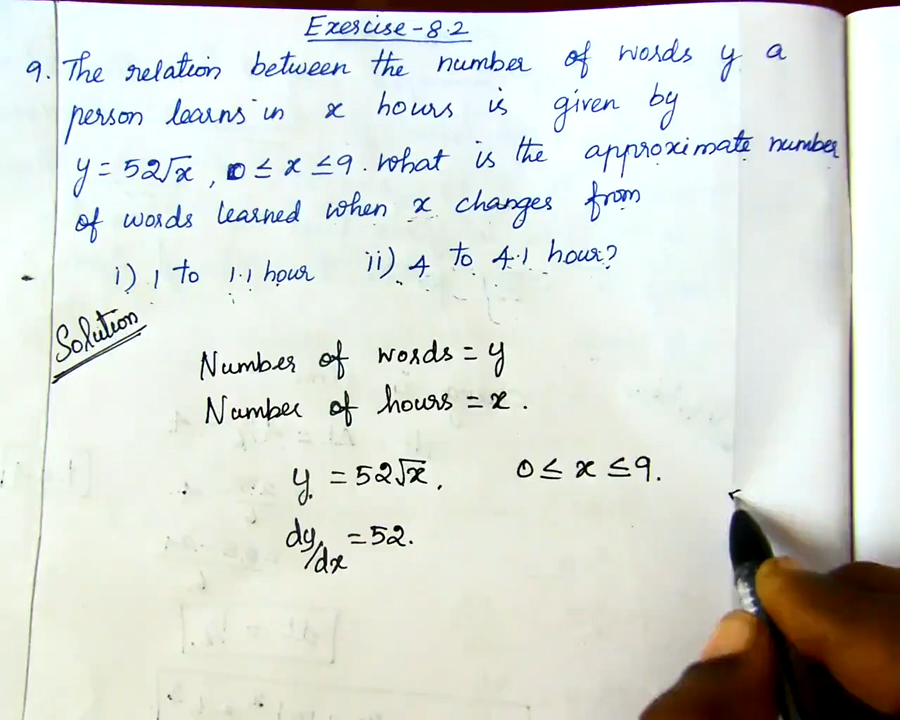 Exercise-8.2
9. The relation between the number of words y a
person learns in x hours is given by
y = 52√x, 0 ≤ x ≤ 9. What is the approximate number
of words learned when x changes from
i) 1 to 1.1 hour ii) 4 to 4.1 hour?
Solution
Number of words = y
Number of hours = x.
y = 52√x, 0 ≤ x ≤ 9.
dy/dx = 52.